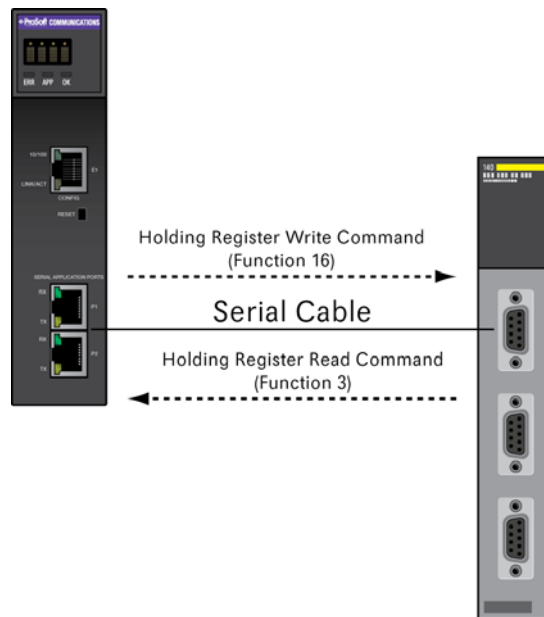 ProSoft COMMUNICATIONS
ERR APP OK
10/100
E1
LINK/ACT
CONFIG
RESET
SERIAL APPLICATION PORTS
RX
P1
TX
RX
P2
TX
Holding Register Write Command
(Function 16)
Serial Cable
Holding Register Read Command
(Function 3)
140